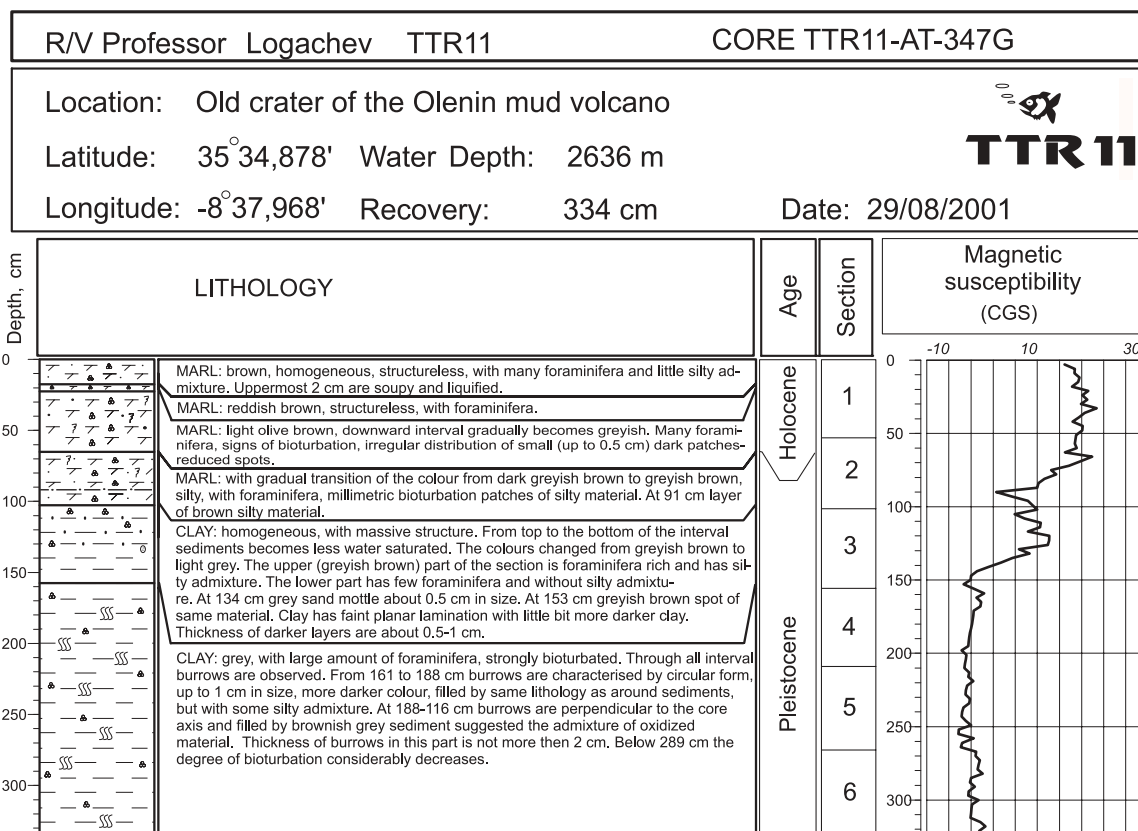 R/V Professor Logachev TTR11 CORE TTR11-AT-347G
Location: Old crater of the Olenin mud volcano
Latitude: 35°34,878' Water Depth: 2636 m
TTR 11
Longitude: -8°37,968' Recovery: 334 cm Date: 29/08/2001
Depth, cm
LITHOLOGY
Age
Section
Magnetic
susceptibility
(CGS)
-10 10 30
0
50
100
150
200
250
300
MARL: brown, homogeneous, structureless, with many foraminifera and little silty ad-
mixture. Uppermost 2 cm are soupy and liquified.
MARL: reddish brown, structureless, with foraminifera.
MARL: light olive brown, downward interval gradually becomes greyish. Many forami-
nifera, signs of bioturbation, irregular distribution of small (up to 0.5 cm) dark patches-
reduced spots.
MARL: with gradual transition of the colour from dark greyish brown to greyish brown,
silty, with foraminifera, millimetric bioturbation patches of silty material. At 91 cm layer
of brown silty material.
CLAY: homogeneous, with massive structure. From top to the bottom of the interval
sediments becomes less water saturated. The colours changed from greyish brown to
light grey. The upper (greyish brown) part of the section is foraminifera rich and has sil-
ty admixture. The lower part has few foraminifera and without silty admixtu-
re. At 134 cm grey sand mottle about 0.5 cm in size. At 153 cm greyish brown spot of
same material. Clay has faint planar lamination with little bit more darker clay.
Thickness of darker layers are about 0.5-1 cm.
CLAY: grey, with large amount of foraminifera, strongly bioturbated. Through all interval
burrows are observed. From 161 to 188 cm burrows are characterised by circular form,
up to 1 cm in size, more darker colour, filled by same lithology as around sediments,
but with some silty admixture. At 188-116 cm burrows are perpendicular to the core
axis and filled by brownish grey sediment suggested the admixture of oxidized
material. Thickness of burrows in this part is not more then 2 cm. Below 289 cm the
degree of bioturbation considerably decreases.
Holocene
Pleistocene
1
2
3
4
5
6
0
50
100
150
200
250
300